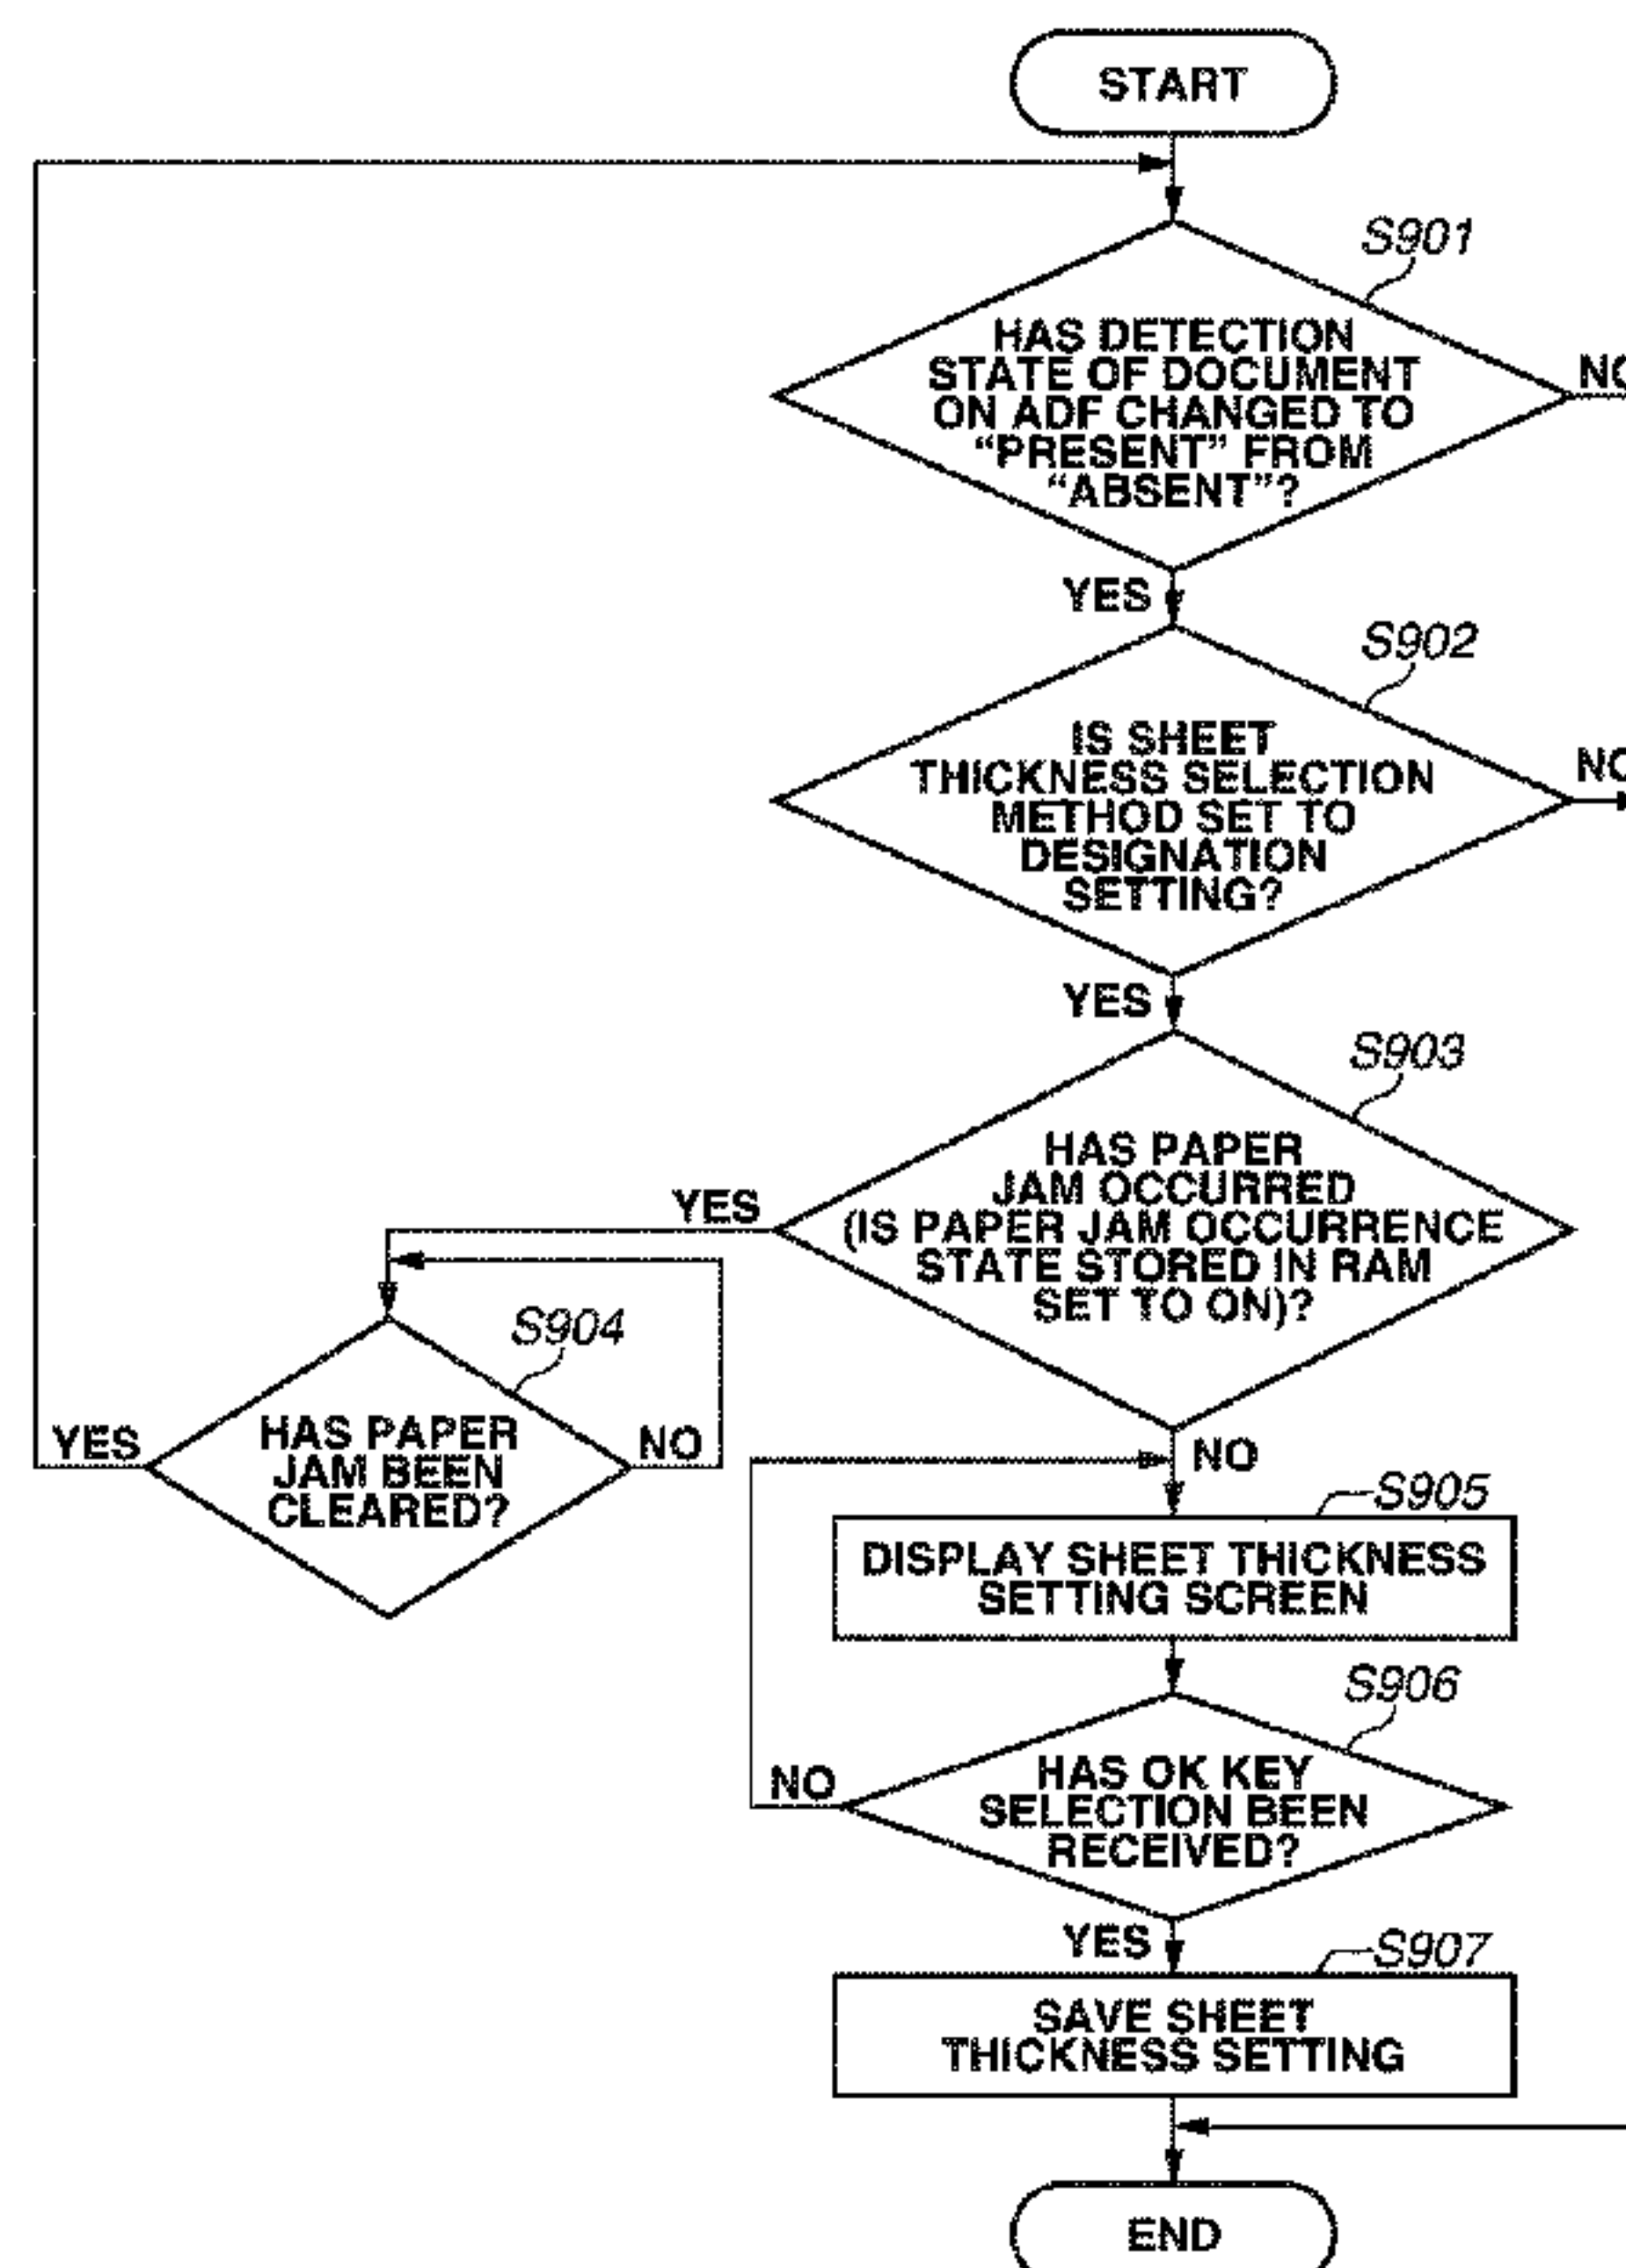 START
S901
HAS DETECTION
STATE OF DOCUMENT
ON ADF CHANGED TO
“PRESENT” FROM
“ABSENT”?
NO
YES
S902
IS SHEET
THICKNESS SELECTION
METHOD SET TO
DESIGNATION
SETTING?
NO
YES
S903
HAS PAPER
JAM OCCURRED
(IS PAPER JAM OCCURRENCE
STATE STORED IN RAM
SET TO ON)?
YES
S904
HAS PAPER
JAM BEEN
CLEARED?
YES
NO
NO
S905
DISPLAY SHEET THICKNESS
SETTING SCREEN
S906
HAS OK KEY
SELECTION BEEN
RECEIVED?
NO
YES
S907
SAVE SHEET
THICKNESS SETTING
END